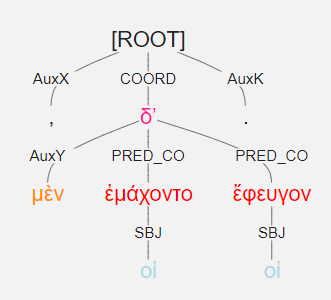 [ROOT]
AuxX COORD AuxK
, δ’ .
AuxY PRED_CO PRED_CO
μὲν ἐμάχοντο ἔφευγον
SBJ SBJ
οἱ οἱ